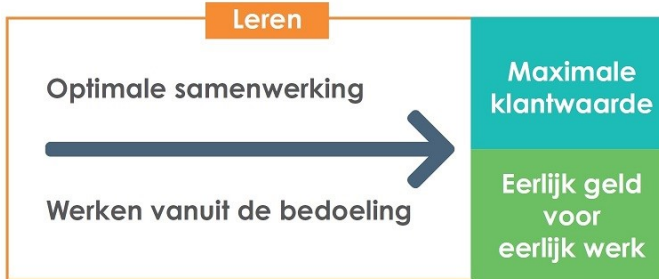 Leren
Optimale samenwerking
Werken vanuit de bedoeling
Maximale
klantwaarde
Eerlijk geld
voor
eerlijk werk